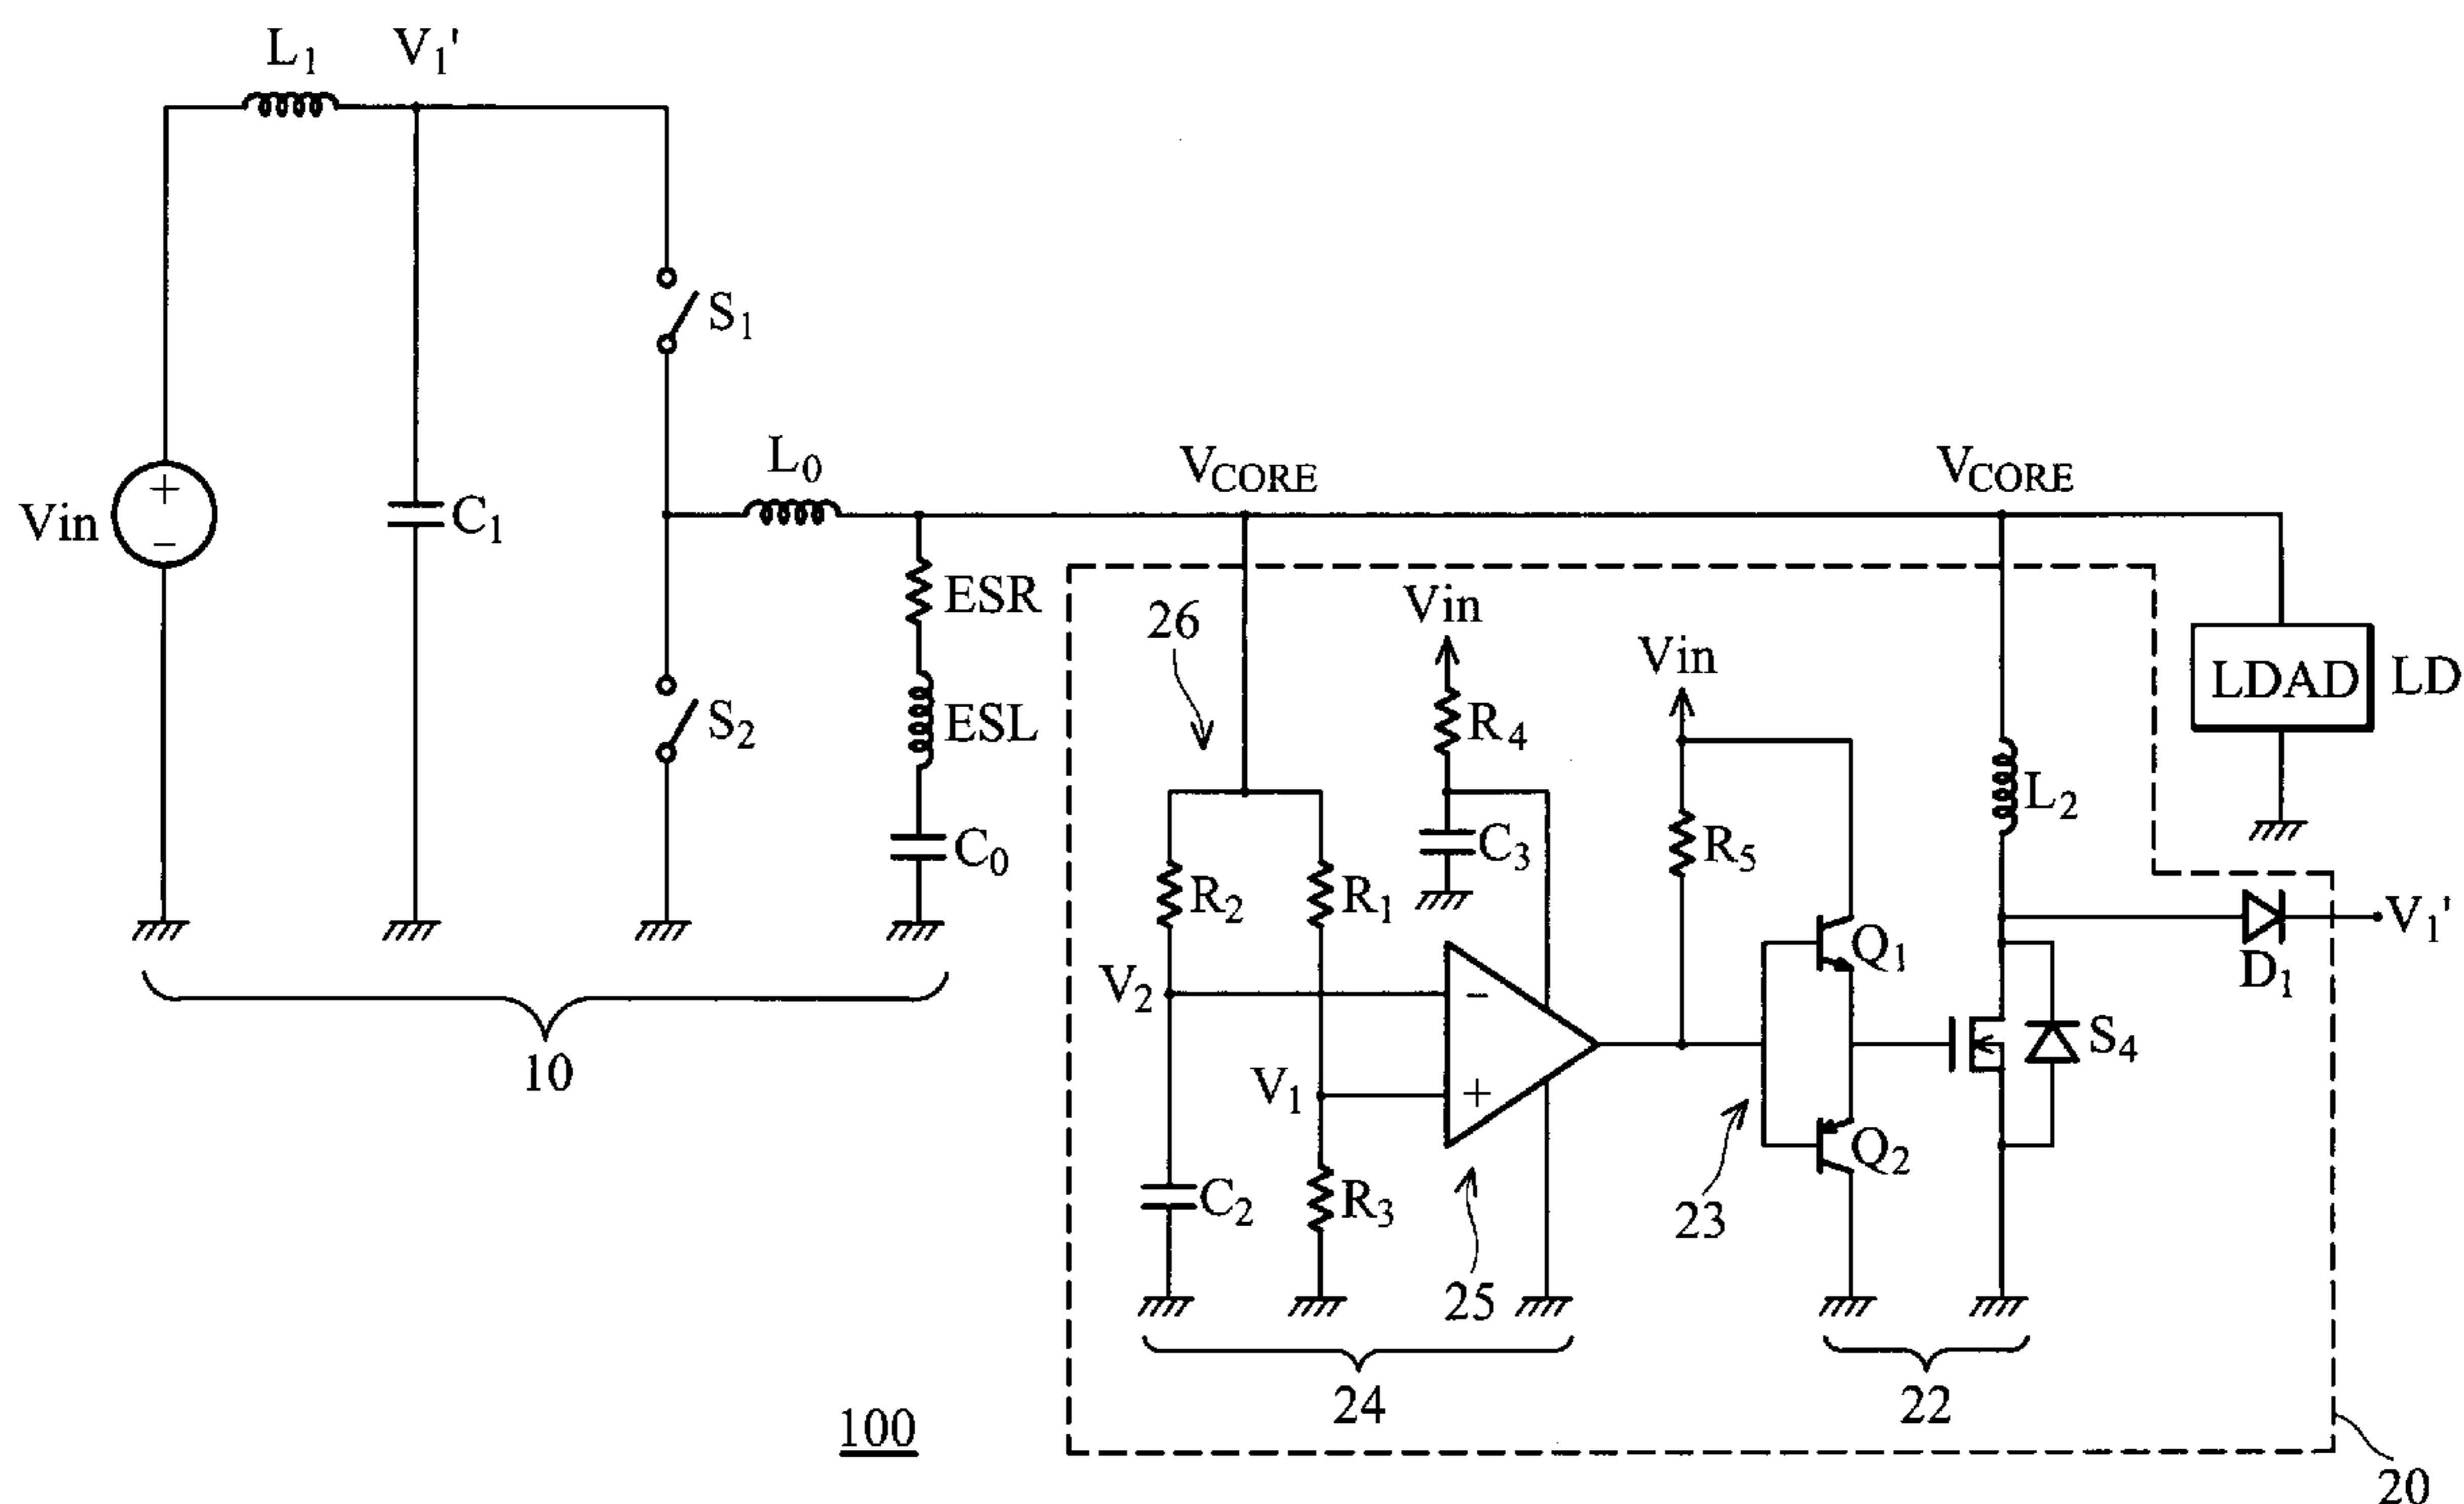 L1
V1'
S1
Vin
+
−
C1
L0
VCORE
VCORE
ESR
26
Vin
Vin
LDAD
LD
S2
ESL
R4
L2
C0
C3
R5
R2
R1
V1'
Q1
D1
V2
−
S4
10
V1
+
Q2
C2
R3
23
25
24
22
100
20